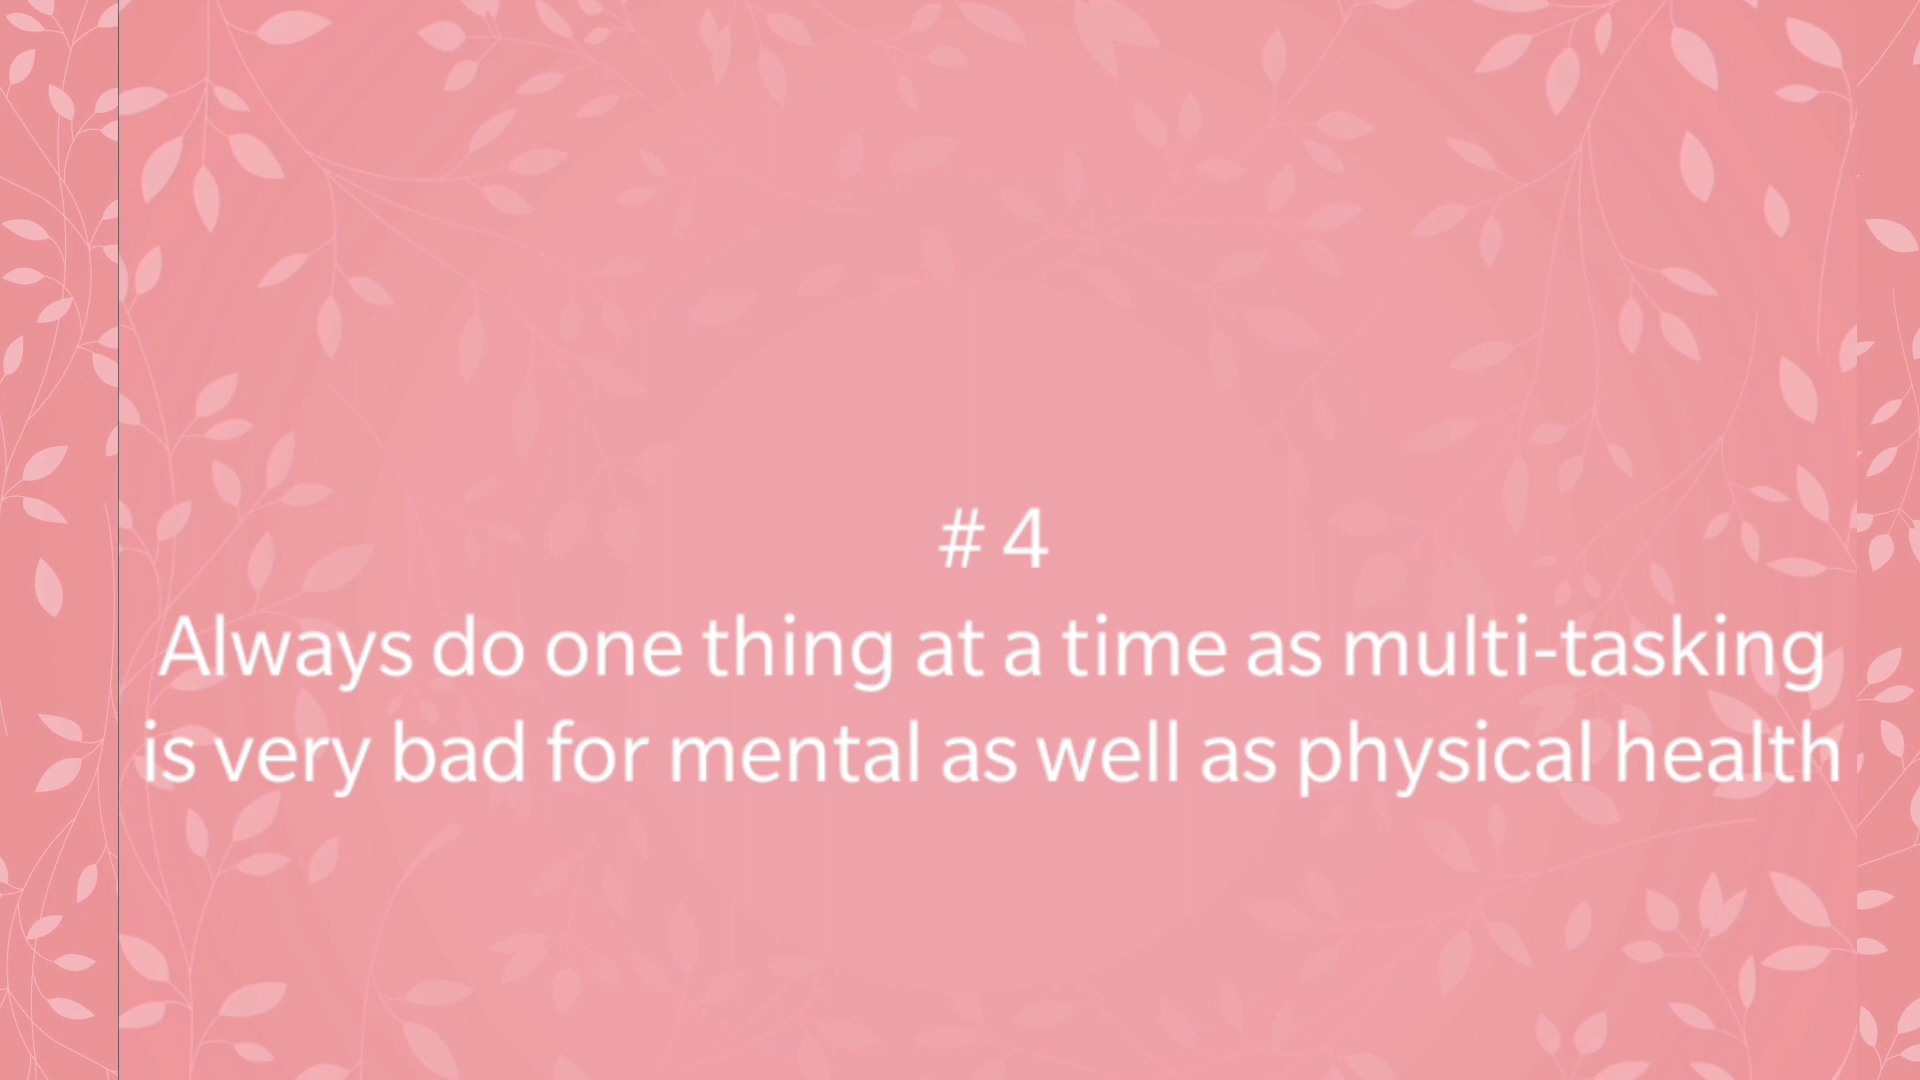 # 4
Always do one thing at a time as multi-tasking
is very bad for mental as well as physical health